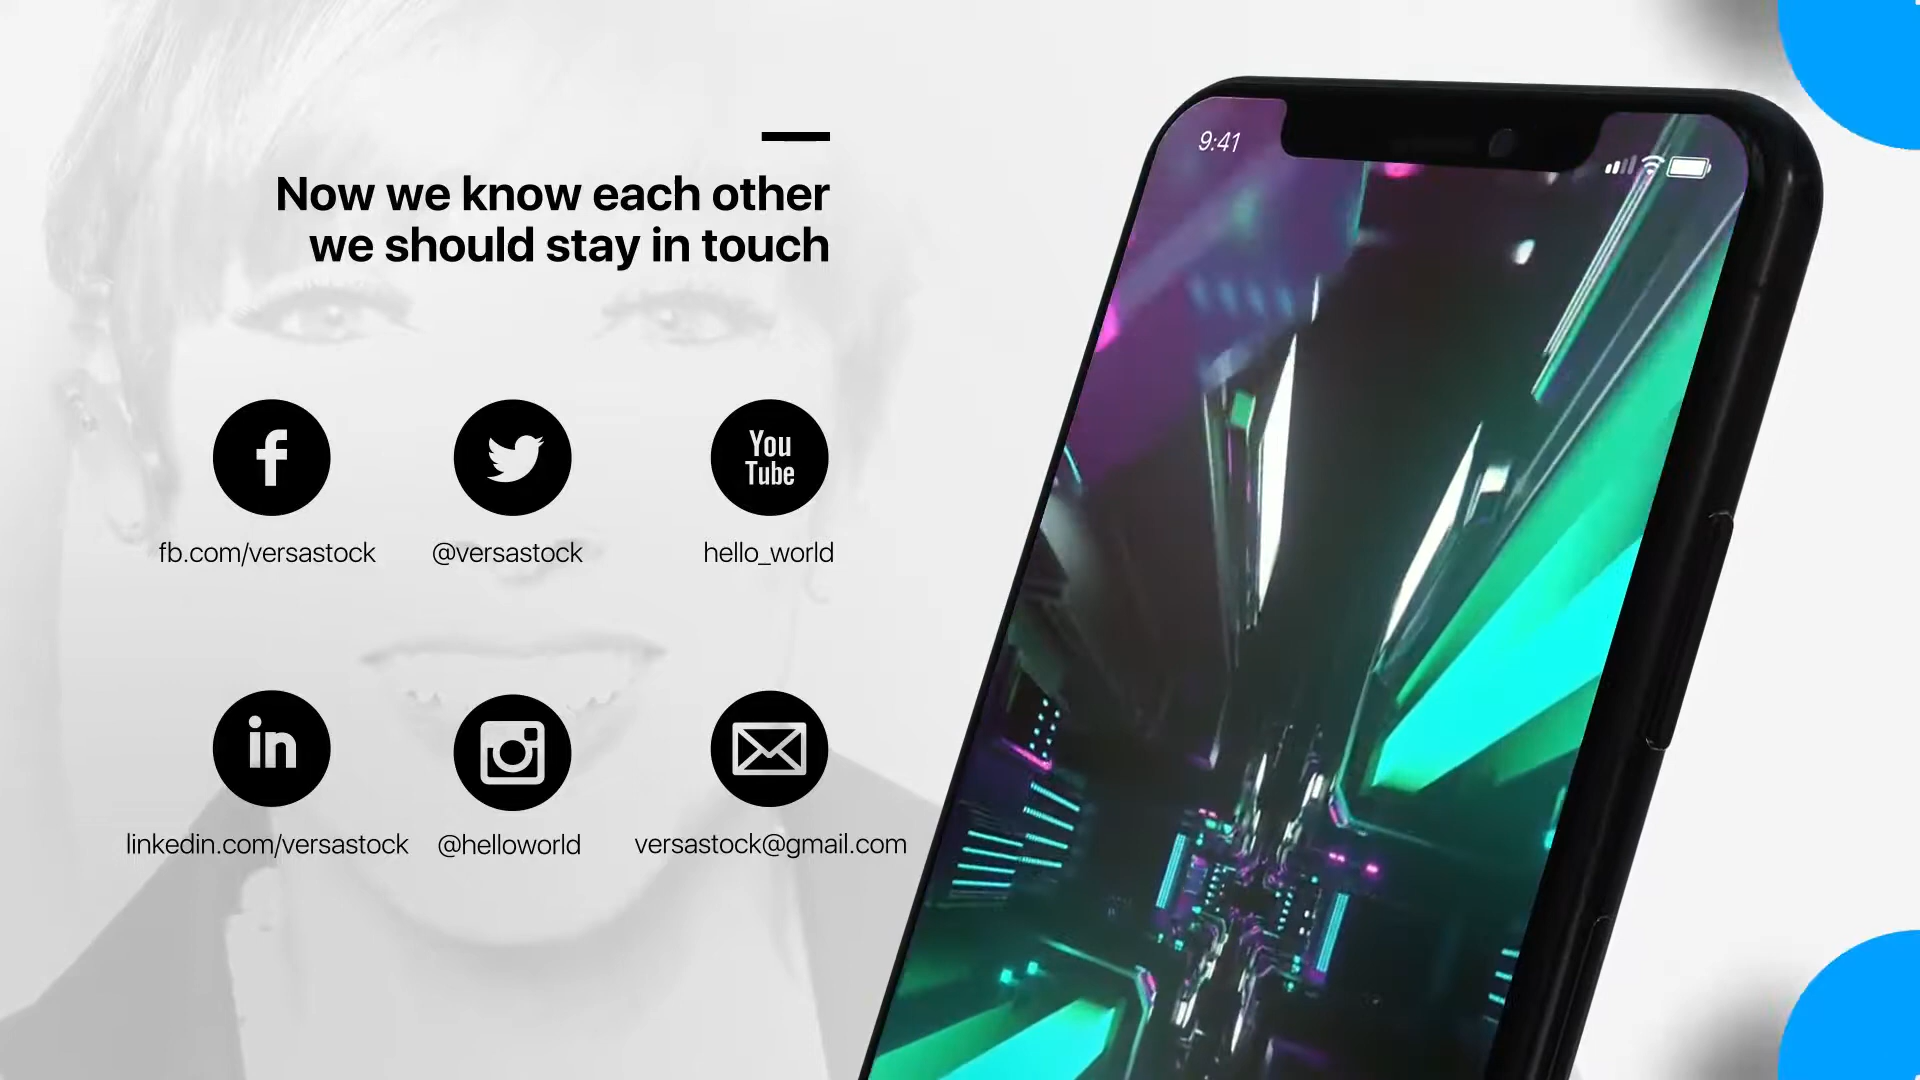 Now we know each other
we should stay in touch
f
You
Tube
fb.com/versastock
@versastock
hello_world
in
linkedin.com/versastock
@helloworld
versastock@gmail.com
9:41